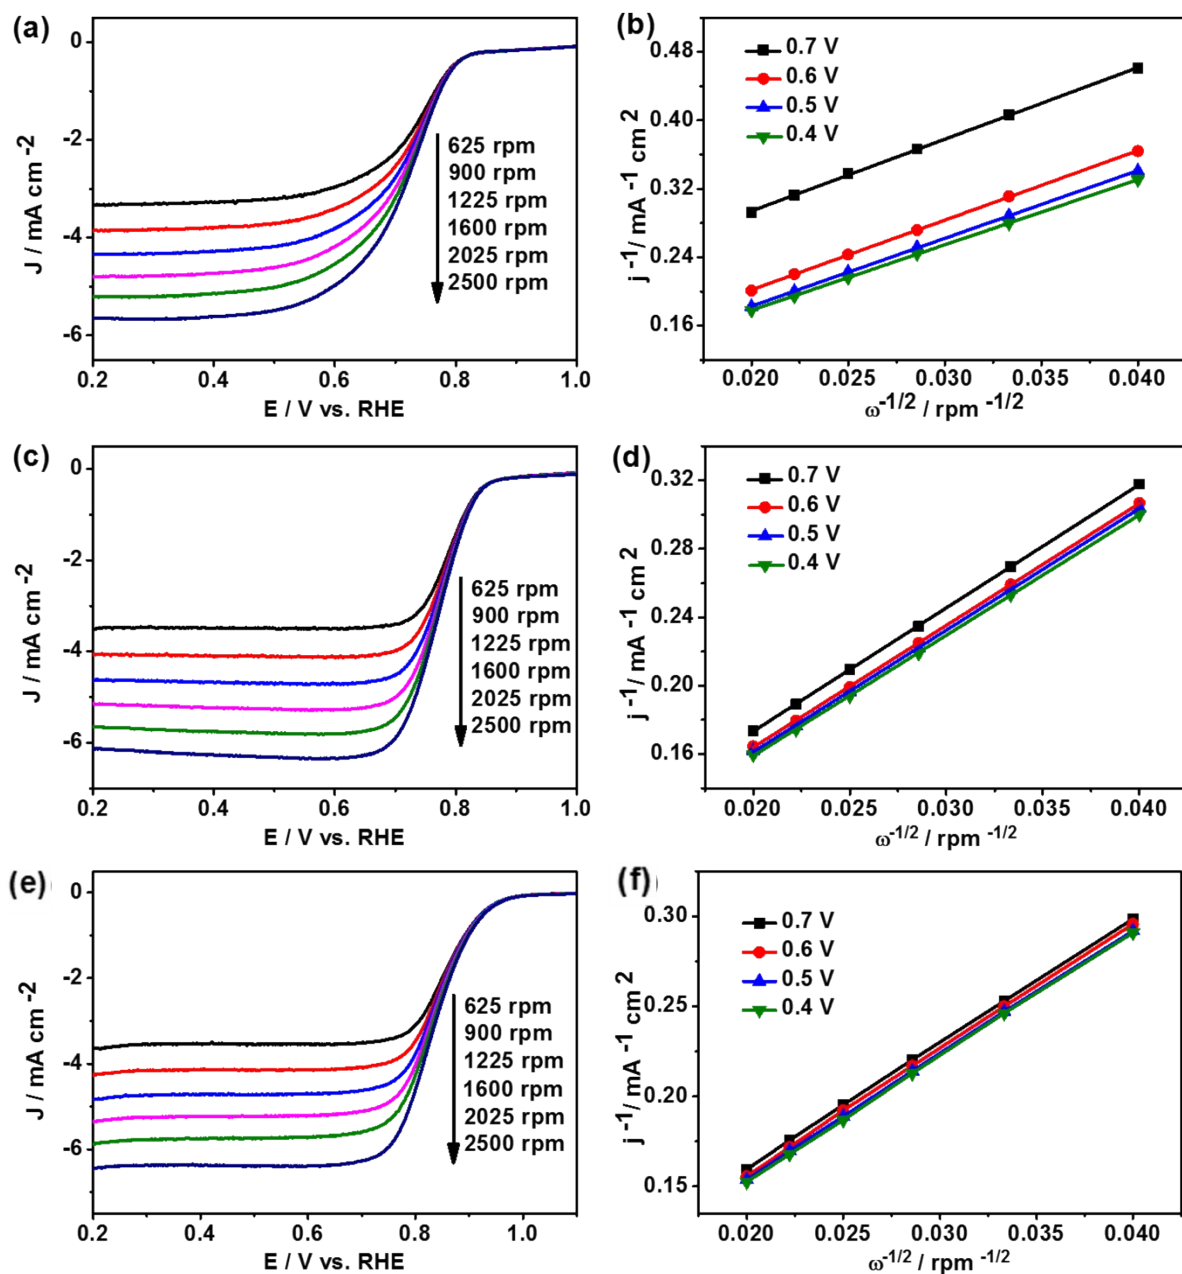 (a)
0
-2
-4
-6
J / mA cm -2
625 rpm
900 rpm
1225 rpm
1600 rpm
2025 rpm
2500 rpm
0.2 0.4 0.6 0.8 1.0
E / V vs. RHE
(b)
0.48
0.40
0.32
0.24
0.16
j -1/ mA -1 cm 2
0.7 V
0.6 V
0.5 V
0.4 V
0.020 0.025 0.030 0.035 0.040
ω-1/2 / rpm -1/2
(c)
0
-2
-4
-6
J / mA cm -2
625 rpm
900 rpm
1225 rpm
1600 rpm
2025 rpm
2500 rpm
0.2 0.4 0.6 0.8 1.0
E / V vs. RHE
(d)
0.32
0.28
0.24
0.20
0.16
j -1/ mA -1 cm 2
0.7 V
0.6 V
0.5 V
0.4 V
0.020 0.025 0.030 0.035 0.040
ω-1/2 / rpm -1/2
(e)
0
-2
-4
-6
J / mA cm -2
625 rpm
900 rpm
1225 rpm
1600 rpm
2025 rpm
2500 rpm
0.2 0.4 0.6 0.8 1.0
E / V vs. RHE
(f)
0.30
0.25
0.20
0.15
j -1/ mA -1 cm 2
0.7 V
0.6 V
0.5 V
0.4 V
0.020 0.025 0.030 0.035 0.040
ω-1/2 / rpm -1/2